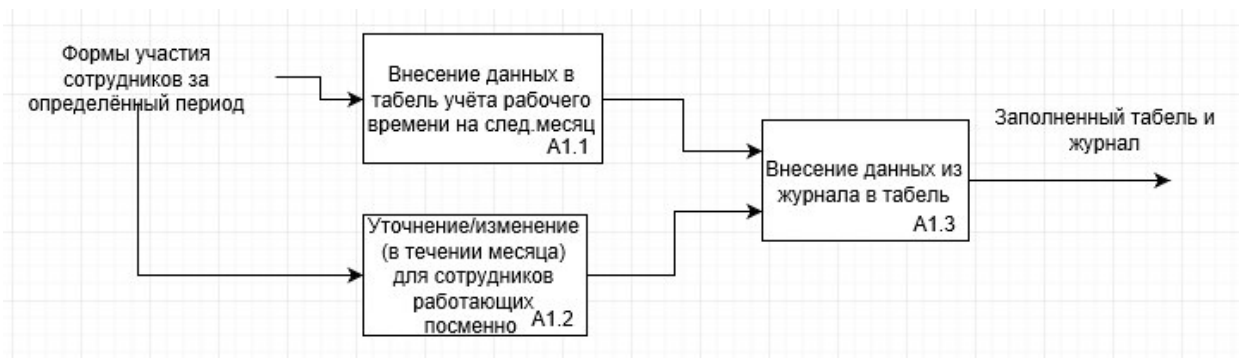 Формы участия
сотрудников за
определённый период
Внесение данных в
табель учёта рабочего
времени на след.месяц
A1.1
Уточнение/изменение
(в течении месяца)
для сотрудников
работающих
посменно
A1.2
Внесение данных из
журнала в табель
A1.3
Заполненный табель и
журнал